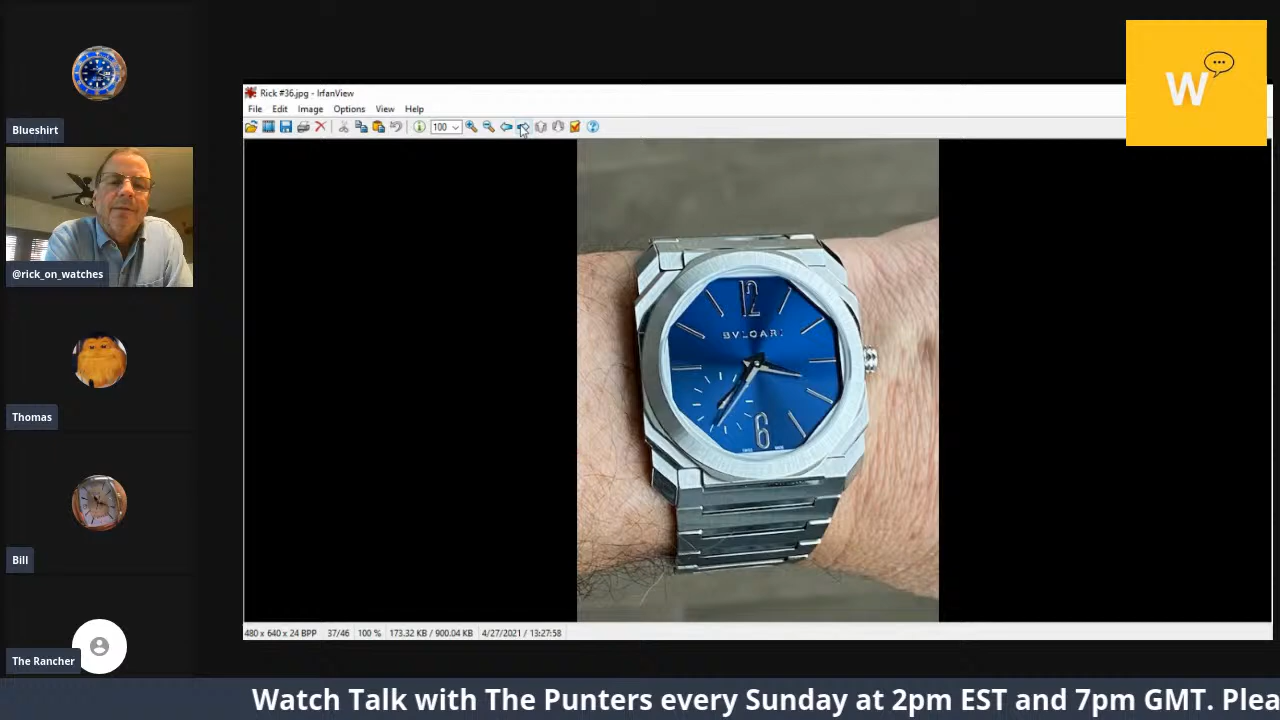 Blueshirt
@rick_on_watches
Thomas
Bill
The Rancher
Rick #36.jpg - IrfanView
File Edit Image Options View Help
100
12
BVLGARI
6
480 x 640 x 24 BPP 37/46 100 % 173.32 KB / 900.04 KB 4/27/2021 / 13:27:58
W
Watch Talk with The Punters every Sunday at 2pm EST and 7pm GMT. Plea